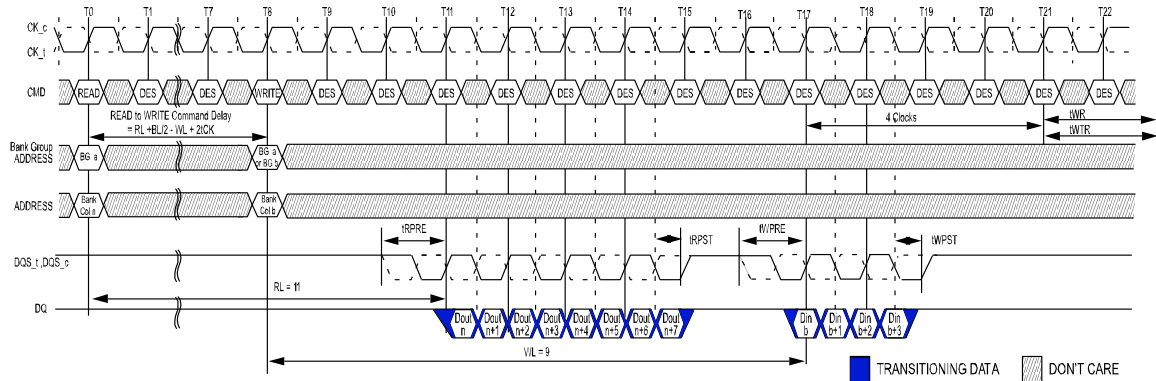 T0 T1 T7 T8 T9 T10 T11 T12 T13 T14 T15 T16 T17 T18 T19 T20 T21 T22
CK_c
CK_t
CMD READ DES DES WRITE DES DES DES DES DES DES DES DES DES DES DES DES DES DES
READ to WRITE Command Delay
= RL +BL/2 - WL + 2tCK
4 Clocks
tWR
tWTR
Bank Group
ADDRESS
BG a
BG a
or BG b
ADDRESS
Bank
Col n
Bank
Col b
tRPRE tRPST tWPRE tWPST
DQS_t ,DQS_c
RL = 11
DQ
Dout
n
Dout
n+1
Dout
n+2
Dout
n+3
Dout
n+4
Dout
n+5
Dout
n+6
Dout
n+7
Din
b
Din
b+1
Din
b+2
Din
b+3
WL = 9
TRANSITIONING DATA
DON'T CARE